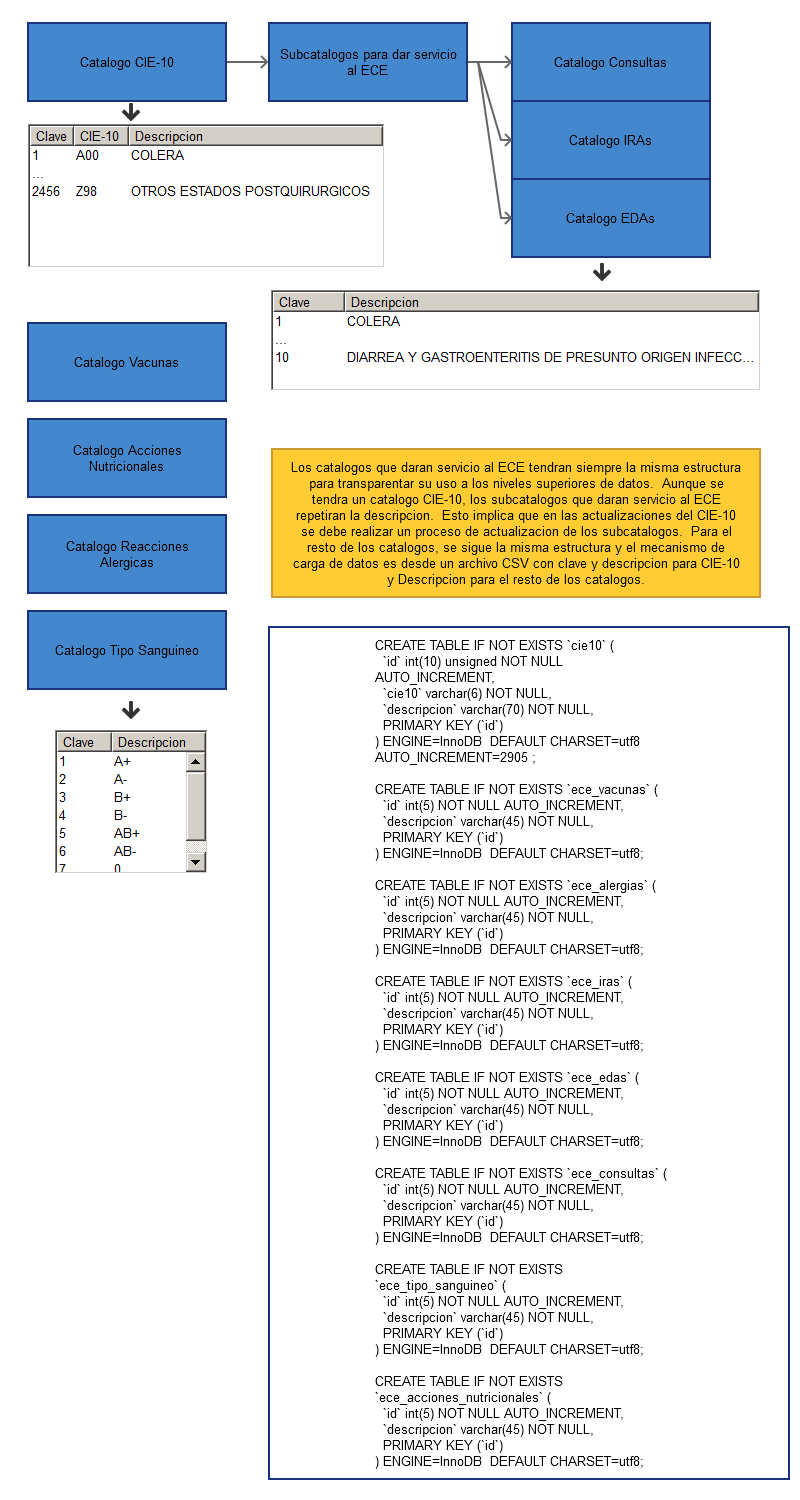 Catalogo CIE-10
Subcatalogos para dar servicio
al ECE
Catalogo Consultas
Catalogo IRAs
Catalogo EDAs
Clave CIE-10 Descripcion
1 A00 COLERA
...
2456 Z98 OTROS ESTADOS POSTQUIRURGICOS
Clave Descripcion
1 COLERA
...
10 DIARREA Y GASTROENTERITIS DE PRESUNTO ORIGEN INFECC...
Catalogo Vacunas
Catalogo Acciones
Nutricionales
Catalogo Reacciones
Alergicas
Catalogo Tipo Sanguineo
Clave Descripcion
1 A+
2 A-
3 B+
4 B-
5 AB+
6 AB-
7 0
Los catalogos que daran servicio al ECE tendran siempre la misma estructura
para transparentar su uso a los niveles superiores de datos.  Aunque se
tendra un catalogo CIE-10, los subcatalogos que daran servicio al ECE
repetiran la descripcion.  Esto implica que en las actualizaciones del CIE-10
se debe realizar un proceso de actualizacion de los subcatalogos.  Para el
resto de los catalogos, se sigue la misma estructura y el mecanismo de
carga de datos es desde un archivo CSV con clave y descripcion para CIE-10
y Descripcion para el resto de los catalogos.
CREATE TABLE IF NOT EXISTS `cie10` (
`id` int(10) unsigned NOT NULL
AUTO_INCREMENT,
`cie10` varchar(6) NOT NULL,
`descripcion` varchar(70) NOT NULL,
PRIMARY KEY (`id`)
) ENGINE=InnoDB  DEFAULT CHARSET=utf8
AUTO_INCREMENT=2905 ;
CREATE TABLE IF NOT EXISTS `ece_vacunas` (
`id` int(5) NOT NULL AUTO_INCREMENT,
`descripcion` varchar(45) NOT NULL,
PRIMARY KEY (`id`)
) ENGINE=InnoDB  DEFAULT CHARSET=utf8;
CREATE TABLE IF NOT EXISTS `ece_alergias` (
`id` int(5) NOT NULL AUTO_INCREMENT,
`descripcion` varchar(45) NOT NULL,
PRIMARY KEY (`id`)
) ENGINE=InnoDB  DEFAULT CHARSET=utf8;
CREATE TABLE IF NOT EXISTS `ece_iras` (
`id` int(5) NOT NULL AUTO_INCREMENT,
`descripcion` varchar(45) NOT NULL,
PRIMARY KEY (`id`)
) ENGINE=InnoDB  DEFAULT CHARSET=utf8;
CREATE TABLE IF NOT EXISTS `ece_edas` (
`id` int(5) NOT NULL AUTO_INCREMENT,
`descripcion` varchar(45) NOT NULL,
PRIMARY KEY (`id`)
) ENGINE=InnoDB  DEFAULT CHARSET=utf8;
CREATE TABLE IF NOT EXISTS `ece_consultas` (
`id` int(5) NOT NULL AUTO_INCREMENT,
`descripcion` varchar(45) NOT NULL,
PRIMARY KEY (`id`)
) ENGINE=InnoDB  DEFAULT CHARSET=utf8;
CREATE TABLE IF NOT EXISTS
`ece_tipo_sanguineo` (
`id` int(5) NOT NULL AUTO_INCREMENT,
`descripcion` varchar(45) NOT NULL,
PRIMARY KEY (`id`)
) ENGINE=InnoDB  DEFAULT CHARSET=utf8;
CREATE TABLE IF NOT EXISTS
`ece_acciones_nutricionales` (
`id` int(5) NOT NULL AUTO_INCREMENT,
`descripcion` varchar(45) NOT NULL,
PRIMARY KEY (`id`)
) ENGINE=InnoDB  DEFAULT CHARSET=utf8;